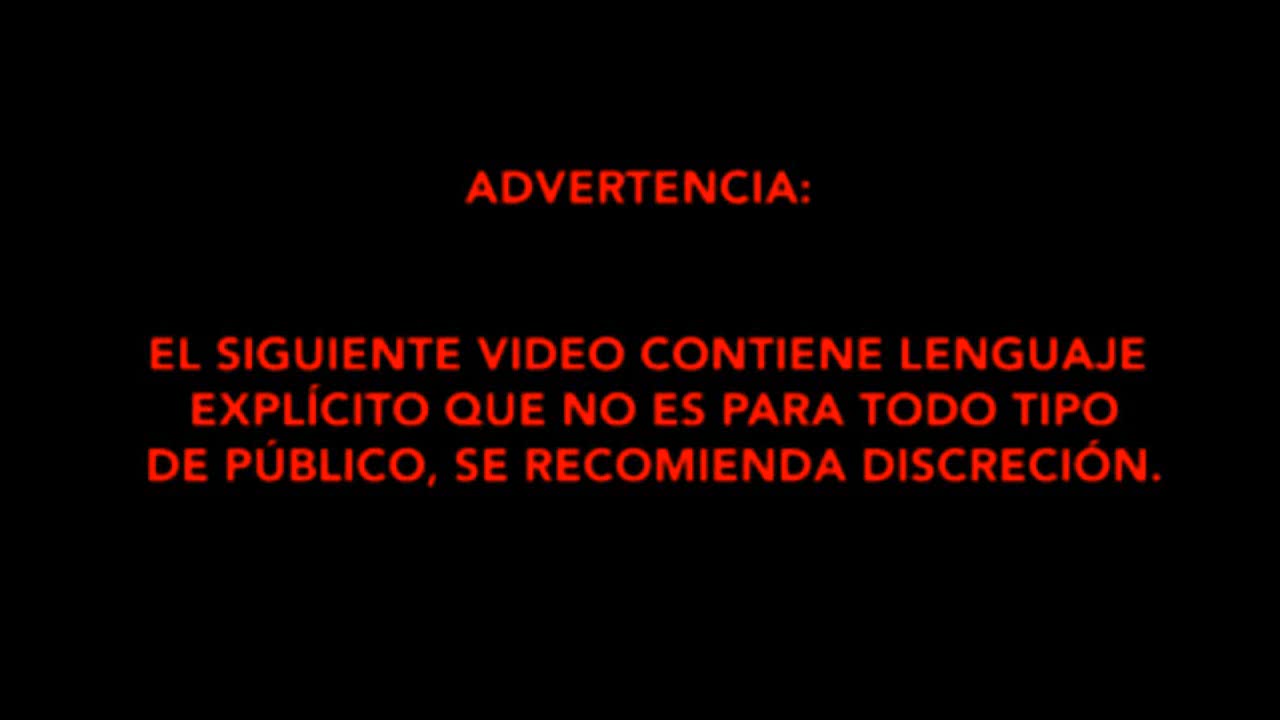 ADVERTENCIA:
EL SIGUIENTE VIDEO CONTIENE LENGUAJE
EXPLÍCITO QUE NO ES PARA TODO TIPO
DE PÚBLICO, SE RECOMIENDA DISCRECIÓN.